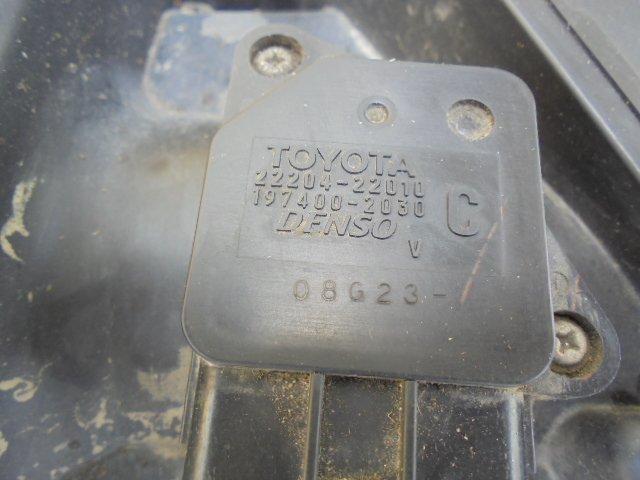 TOYOTA
22204-22010
197400-2030
DENSO
C
V
08G23-